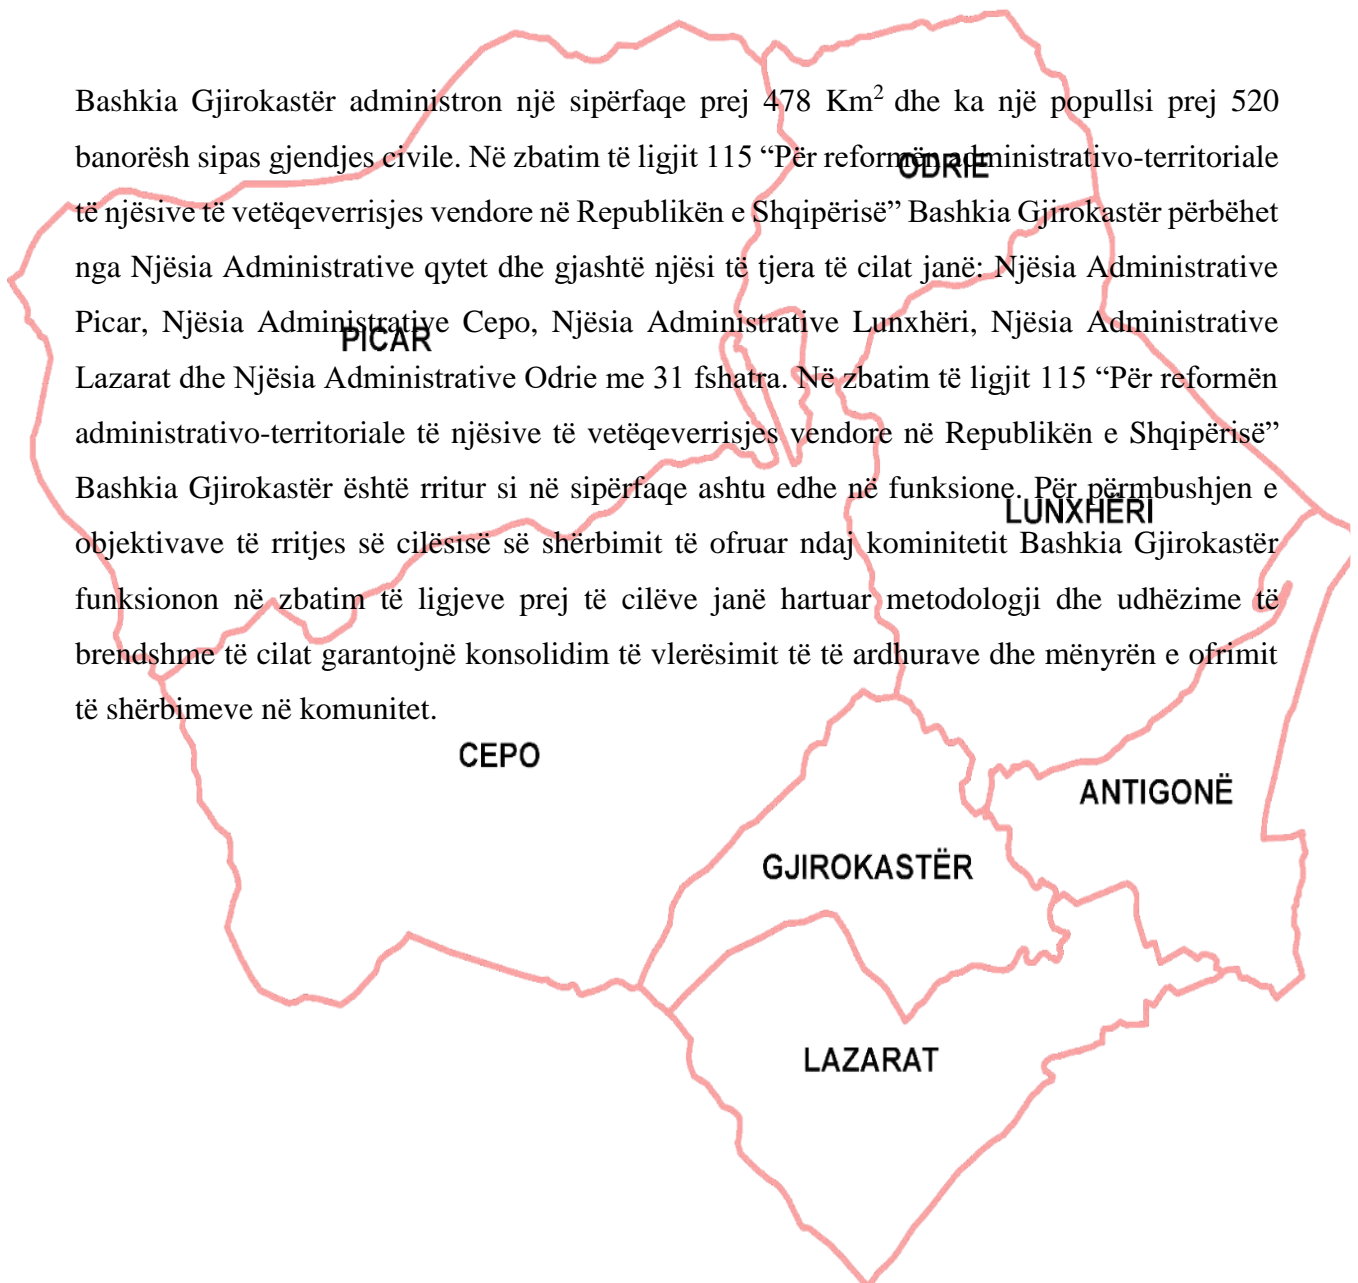 Bashkia Gjirokastër administron një sipërfaqe prej 478 Km² dhe ka një popullsi prej 520
banorësh sipas gjendjes civile. Në zbatim të ligjit 115 “Për reformën administrativo-territoriale
ODRIE
të njësive të vetëqeverrisjes vendore në Republikën e Shqipërisë” Bashkia Gjirokastër përbëhet
nga Njësia Administrative qytet dhe gjashtë njësi të tjera të cilat janë: Njësia Administrative
Picar, Njësia Administrative Cepo, Njësia Administrative Lunxhëri, Njësia Administrative
PICAR
Lazarat dhe Njësia Administrative Odrie me 31 fshatra. Në zbatim të ligjit 115 “Për reformën
administrativo-territoriale të njësive të vetëqeverrisjes vendore në Republikën e Shqipërisë”
Bashkia Gjirokastër është rritur si në sipërfaqe ashtu edhe në funksione. Për përmbushjen e
LUNXHËRI
objektivave të rritjes së cilësisë së shërbimit të ofruar ndaj kominitetit Bashkia Gjirokastër
funksionon në zbatim të ligjeve prej të cilëve janë hartuar metodologji dhe udhëzime të
brendshme të cilat garantojnë konsolidim të vlerësimit të të ardhurave dhe mënyrën e ofrimit
të shërbimeve në komunitet.
CEPO
ANTIGONË
GJIROKASTËR
LAZARAT